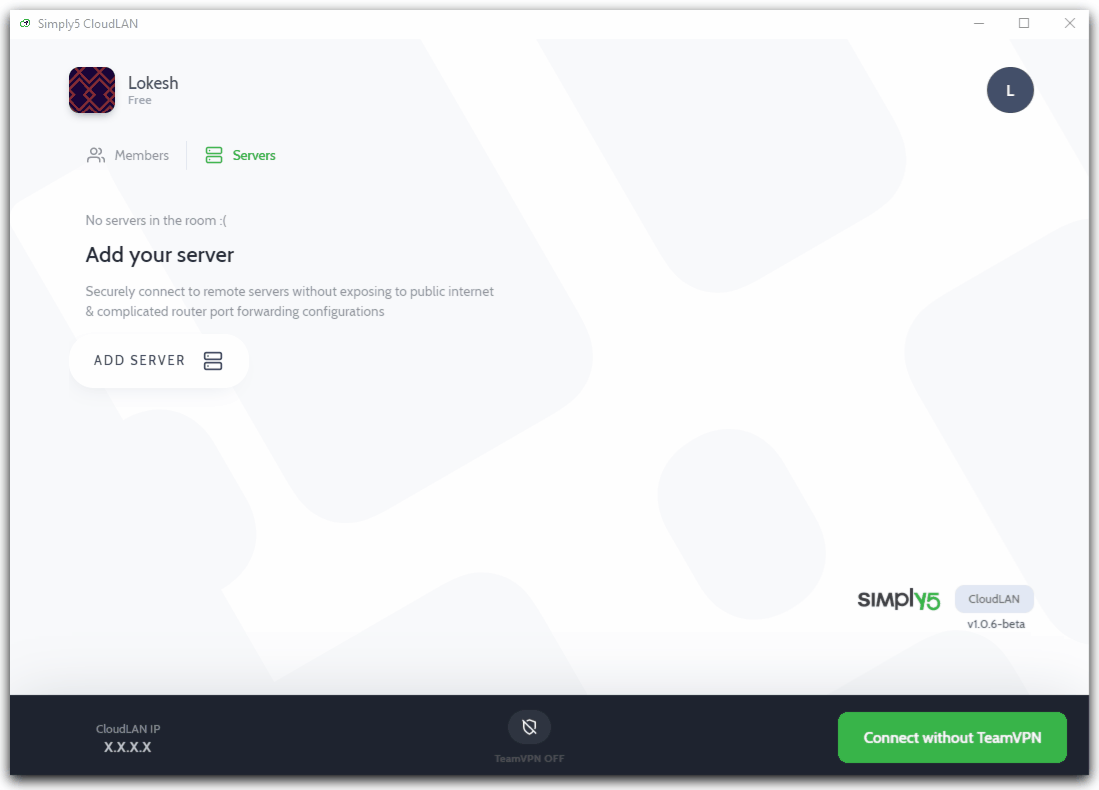 Simply5 CloudLAN
Lokesh
Free
L
Members
Servers
No servers in the room :(
Add your server
Securely connect to remote servers without exposing to public internet
& complicated router port forwarding configurations
ADD SERVER
SIMPLY5
CloudLAN
v1.0.6-beta
CloudLAN IP
X.X.X.X
TeamVPN OFF
Connect without TeamVPN